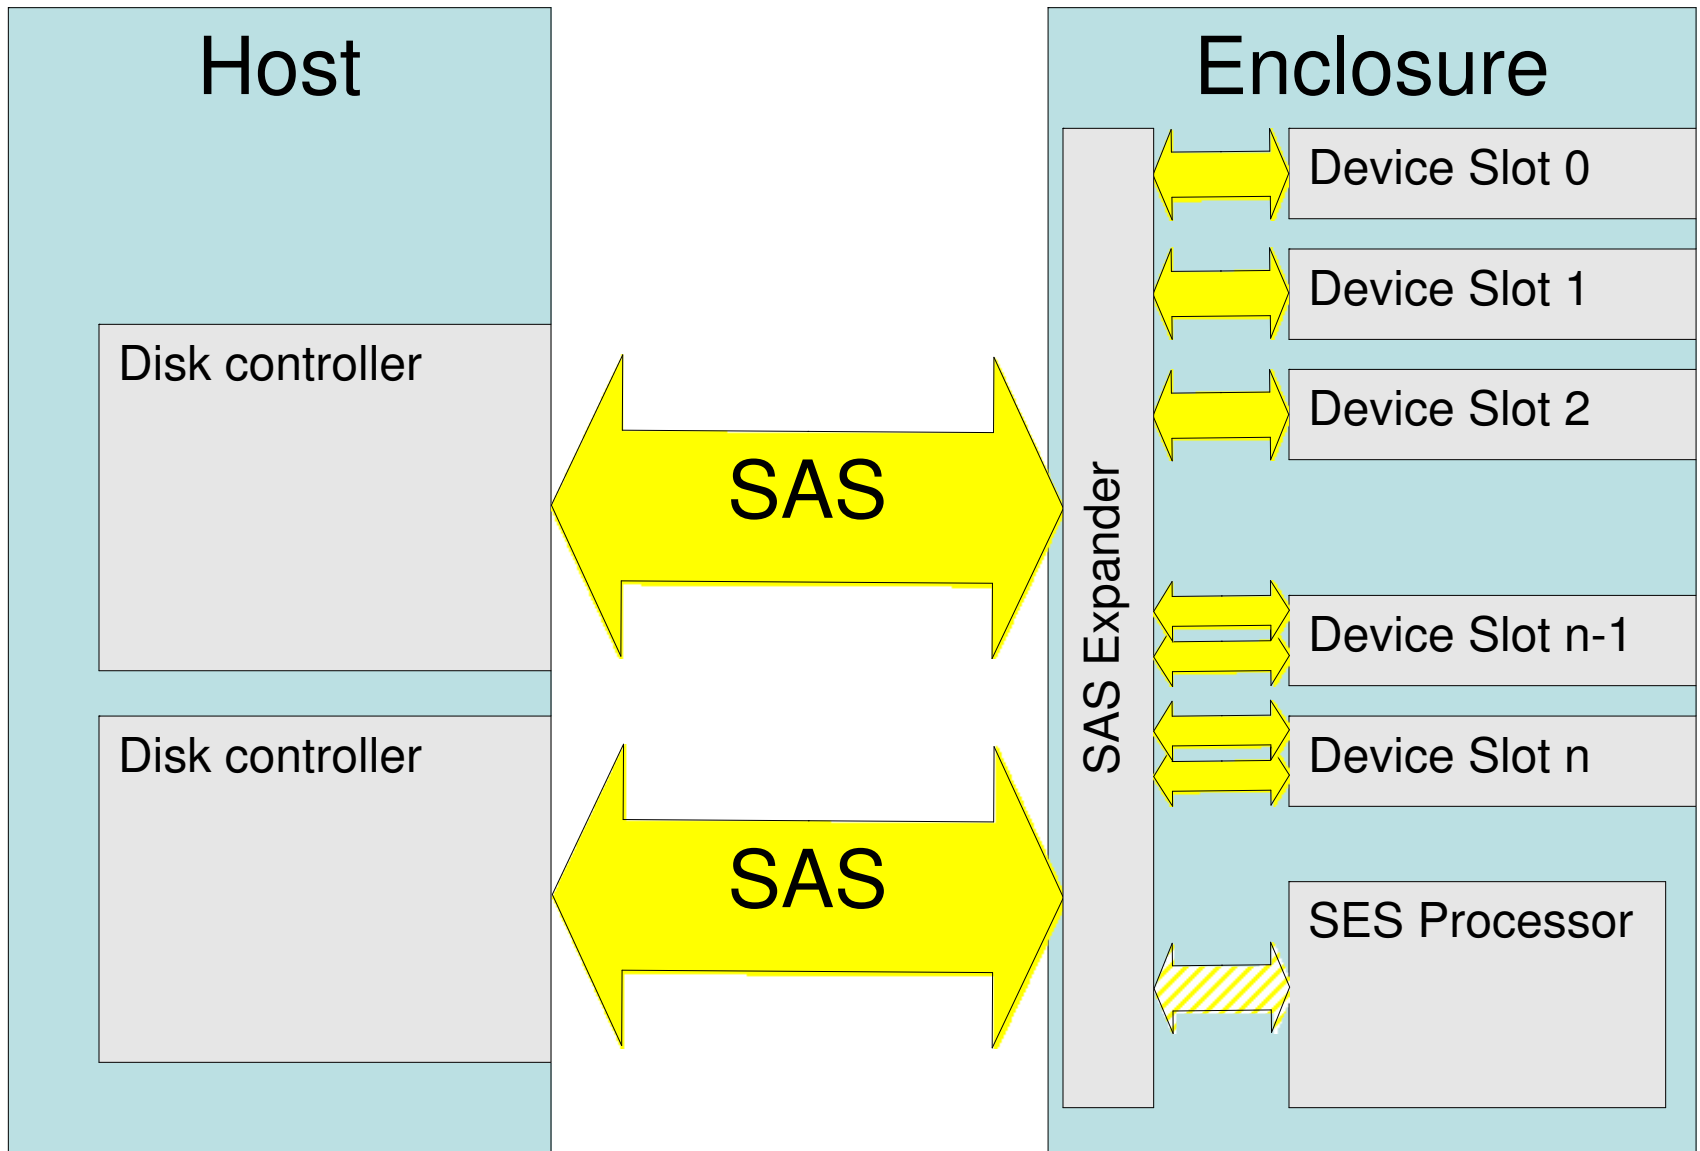 Host
Disk controller
Disk controller
SAS
SAS
Enclosure
SAS Expander
Device Slot 0
Device Slot 1
Device Slot 2
Device Slot n-1
Device Slot n
SES Processor